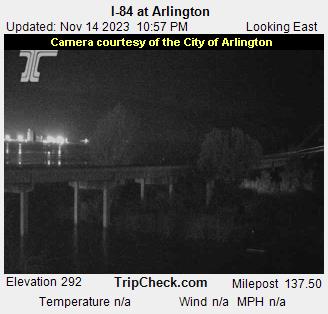 I-84 at Arlington
Updated: Nov 14 2023 10:57 PM Looking East
Camera courtesy of the City of Arlington
Elevation 292 TripCheck.com Milepost 137.50
Temperature n/a Wind n/a MPH n/a